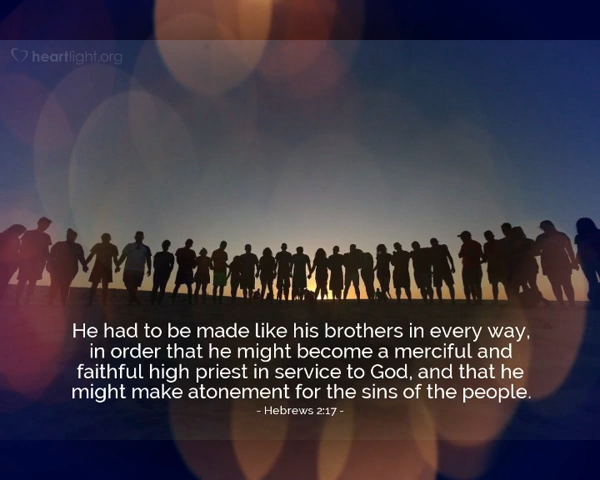 heartlight.org
He had to be made like his brothers in every way,
in order that he might become a merciful and
faithful high priest in service to God, and that he
might make atonement for the sins of the people.
- Hebrews 2:17 -